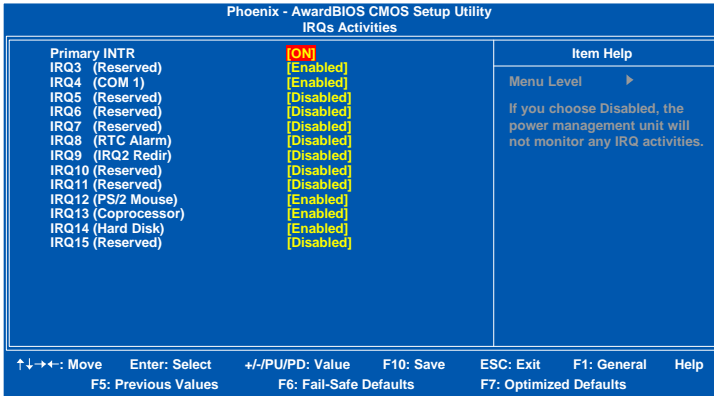 Phoenix - AwardBIOS CMOS Setup Utility
IRQs Activities
Primary INTR [ON]
IRQ3 (Reserved) [Enabled]
IRQ4 (COM 1) [Enabled]
IRQ5 (Reserved) [Disabled]
IRQ6 (Reserved) [Disabled]
IRQ7 (Reserved) [Disabled]
IRQ8 (RTC Alarm) [Disabled]
IRQ9 (IRQ2 Redir) [Disabled]
IRQ10 (Reserved) [Disabled]
IRQ11 (Reserved) [Disabled]
IRQ12 (PS/2 Mouse) [Enabled]
IRQ13 (Coprocessor) [Enabled]
IRQ14 (Hard Disk) [Enabled]
IRQ15 (Reserved) [Disabled]
Item Help
Menu Level ▶
If you choose Disabled, the
power management unit will
not monitor any IRQ activities.
↑↓→←: Move Enter: Select +/-/PU/PD: Value F10: Save ESC: Exit F1: General Help
F5: Previous Values F6: Fail-Safe Defaults F7: Optimized Defaults